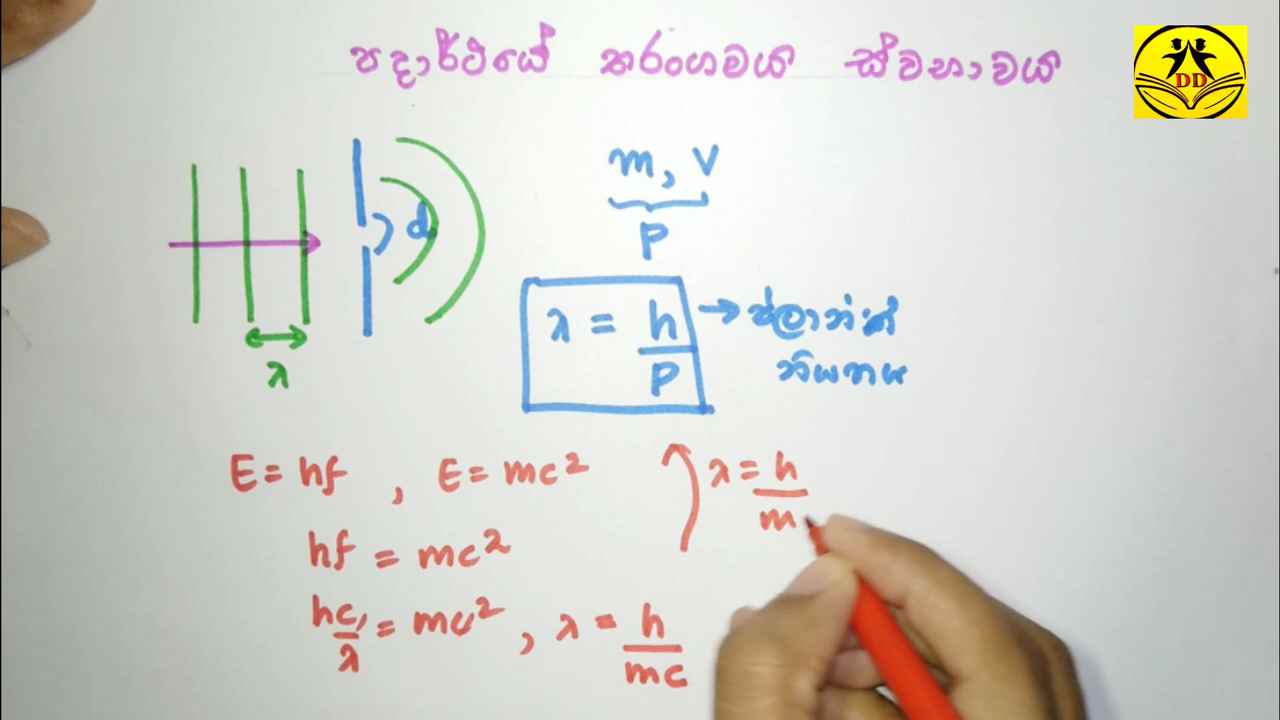 පදාර්ථයේ තරංගමය ස්වභාවය
DD
m, v
p
d
λ = h/p → ප්ලාන්ක්
නියතය
λ
E = hf , E = mc²
λ = h/m
hf = mc²
hc/λ = mc² , λ = h/mc